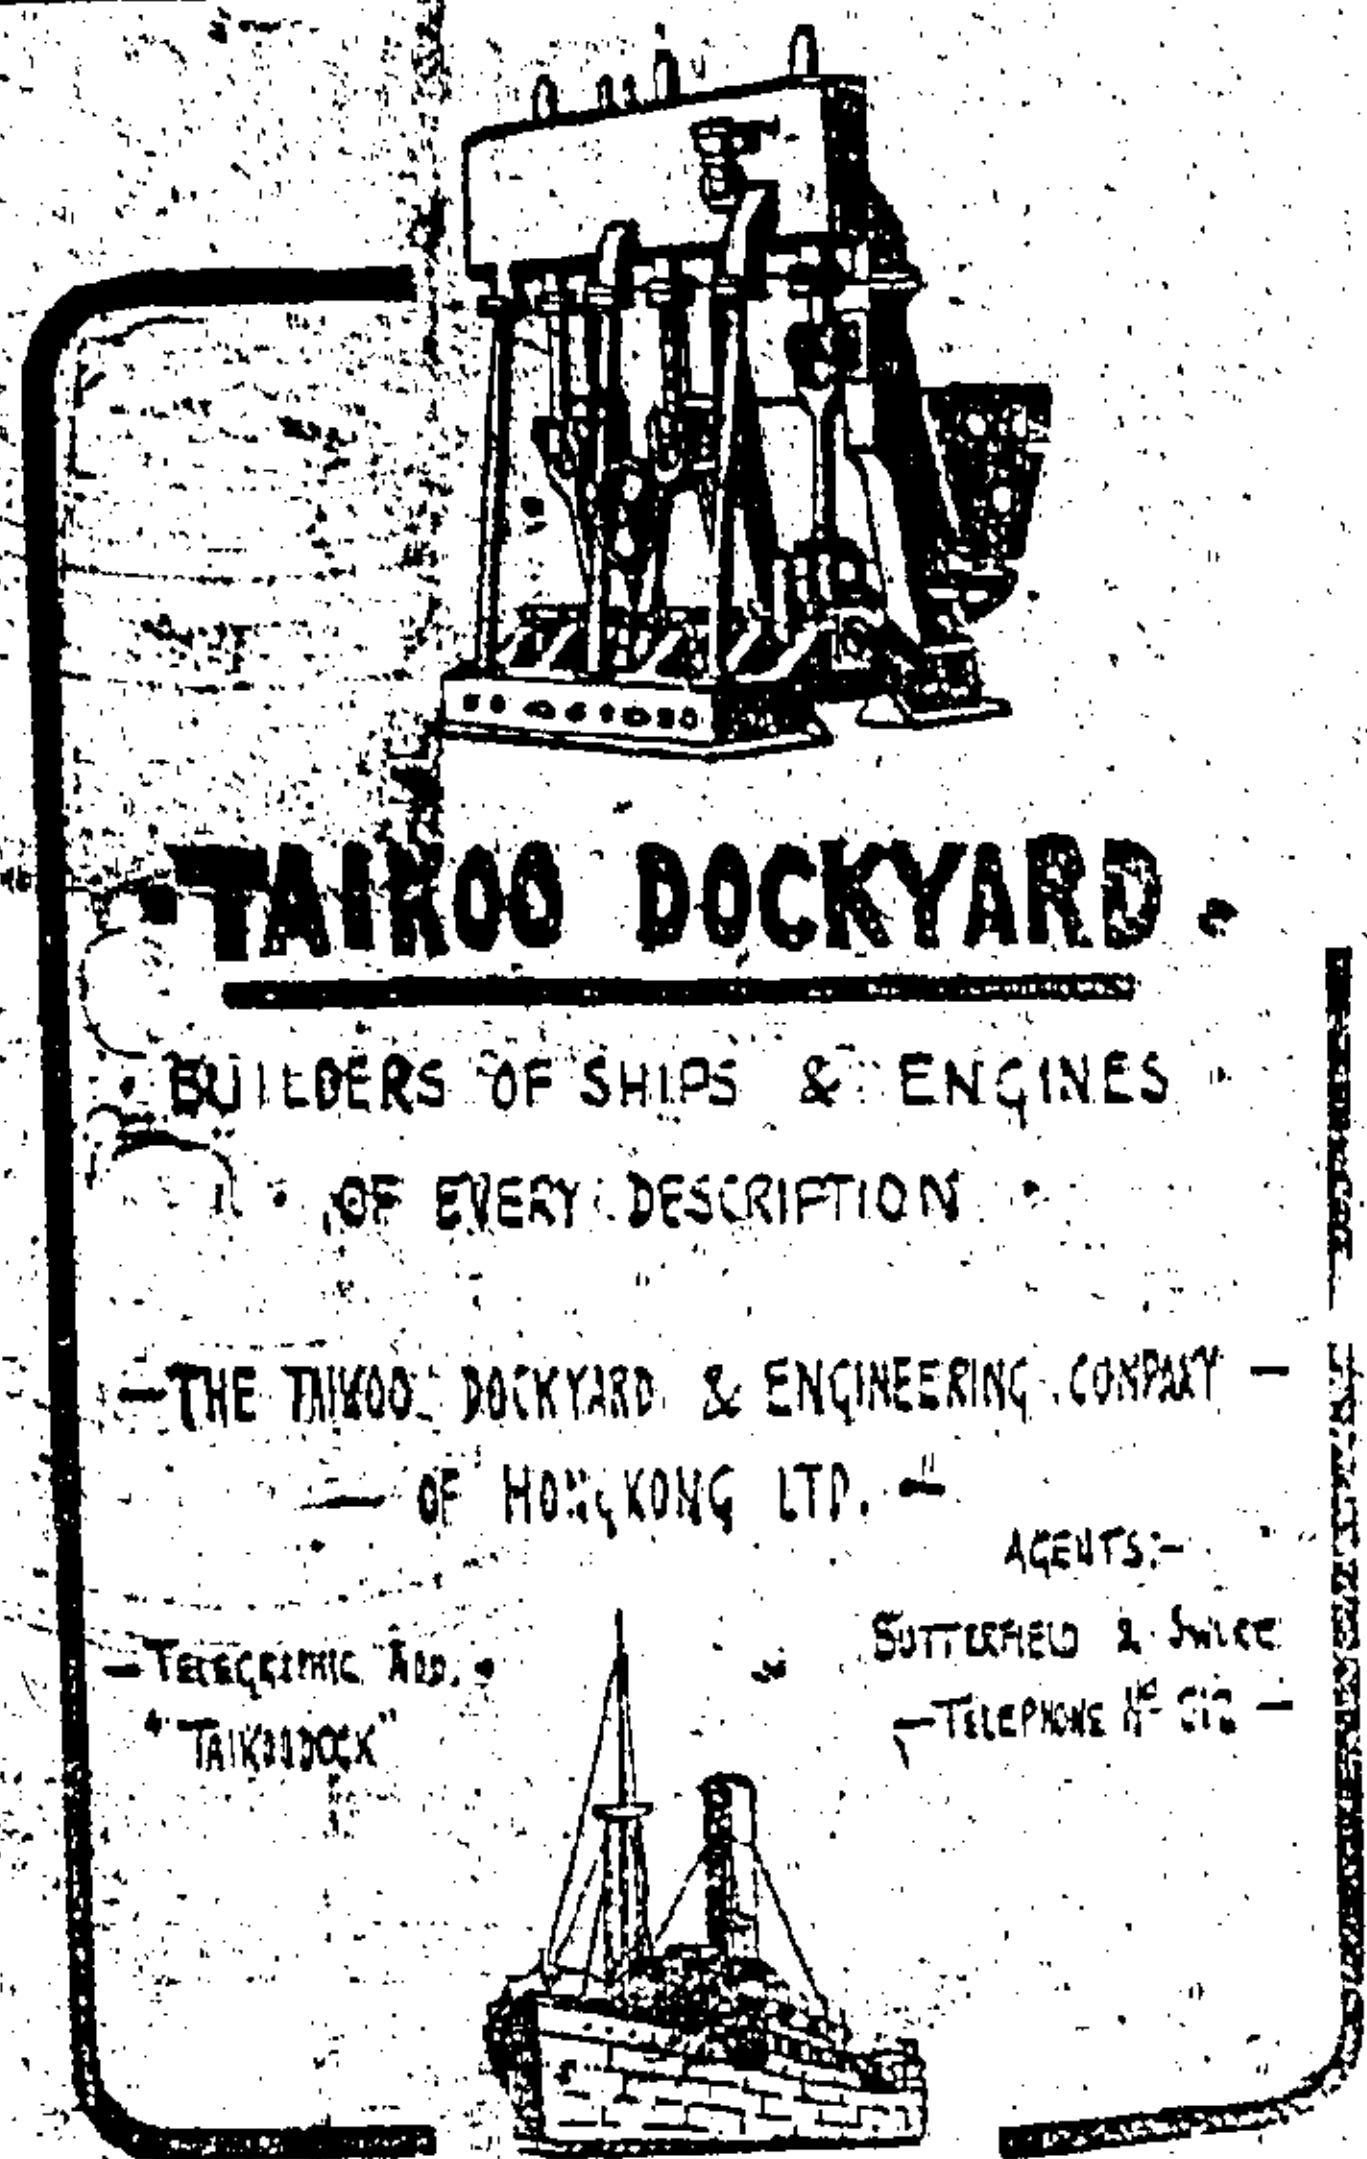 TAIKOO DOCKYARD
BUILDERS OF SHIPS & ENGINES
OF EVERY DESCRIPTION
— THE TAIKOO DOCKYARD & ENGINEERING COMPANY —
— OF HONGKONG LTD. —
AGENTS:-
BUTTERFIELD & SWIRE
— TELEGRAPHIC ADD.
"TAIKOODOCK"
— TELEPHONE Nº